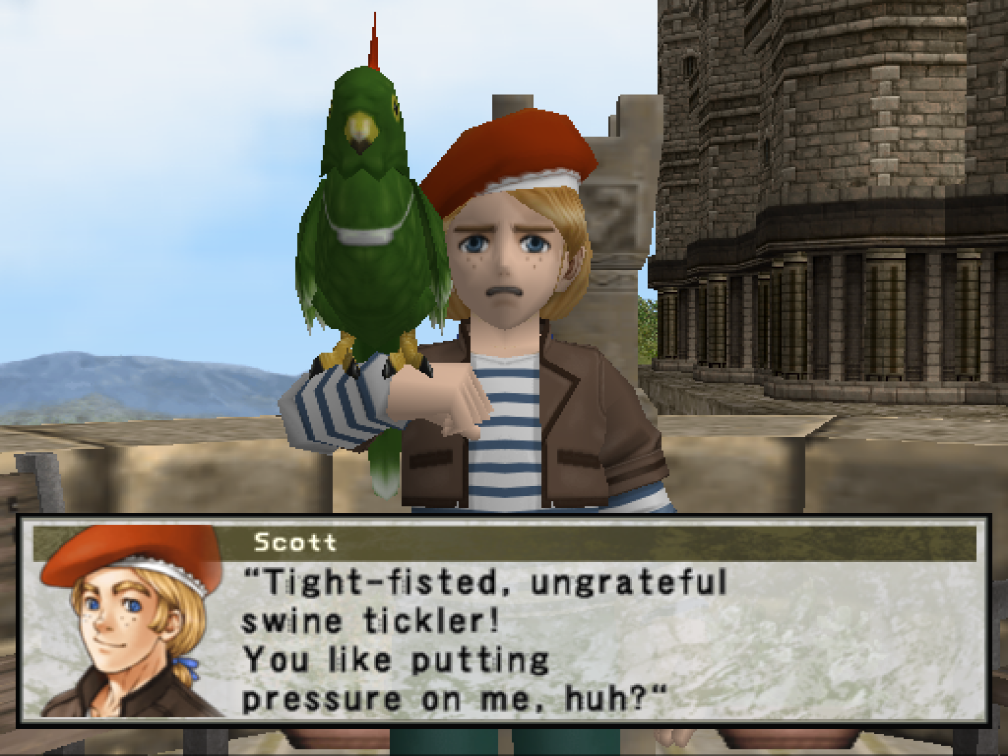 Scott
“Tight-fisted, ungrateful
swine tickler!
You like putting
pressure on me, huh?“